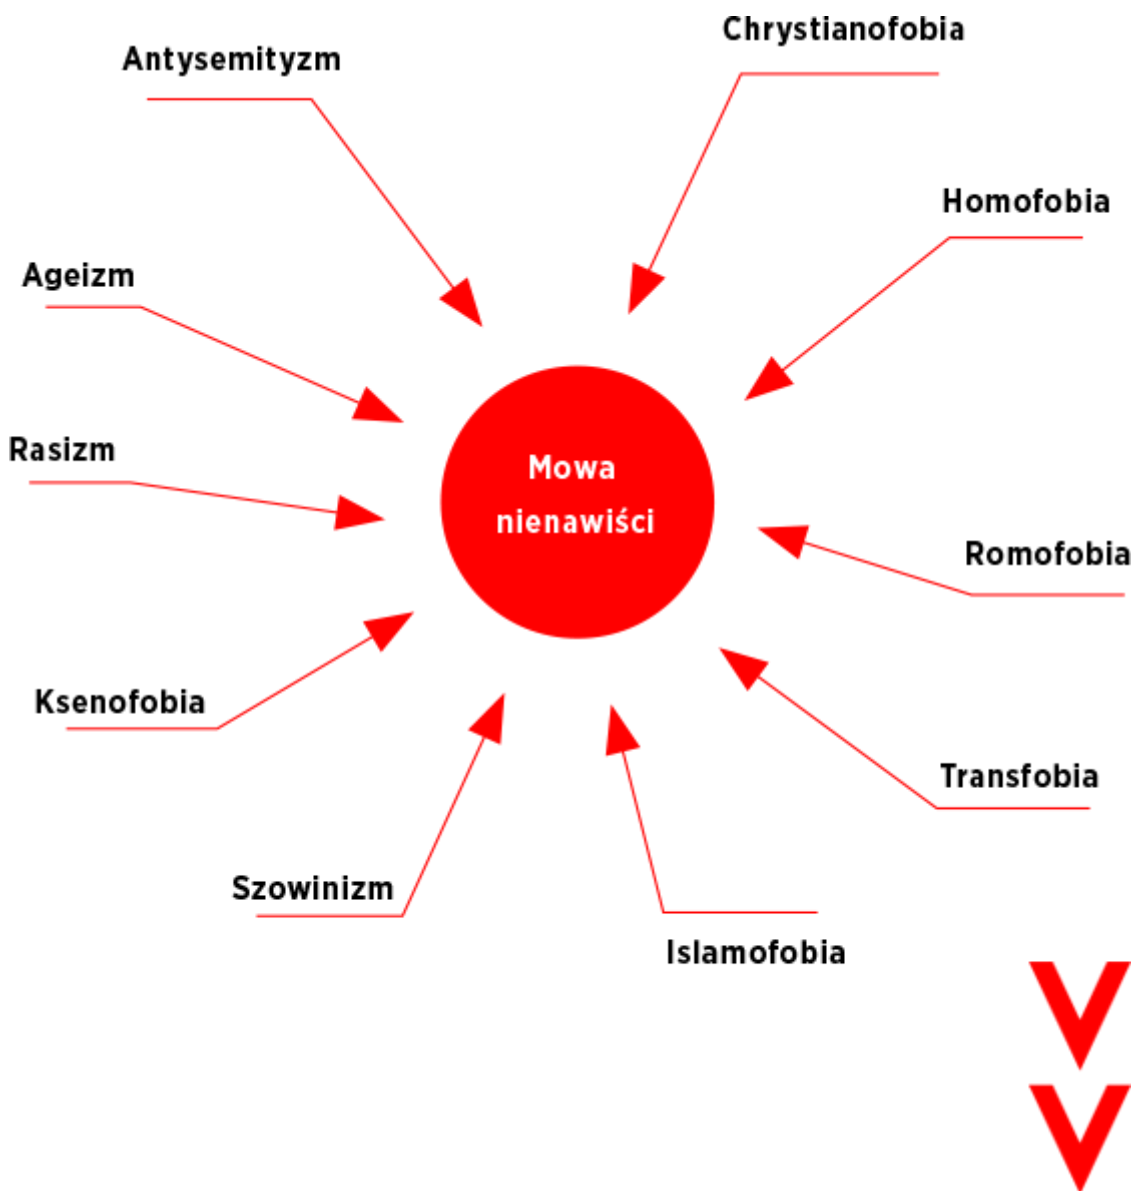 Chrystianofobia
Antysemityzm
Homofobia
Ageizm
Rasizm
Mowa
nienawiści
Romofobia
Ksenofobia
Transfobia
Szowinizm
Islamofobia